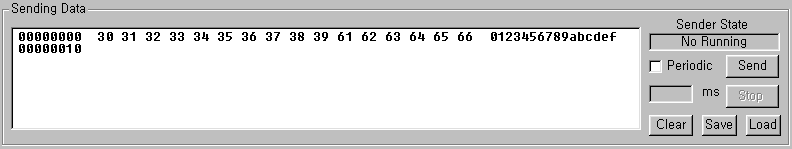 Sending Data
00000000 30 31 32 33 34 35 36 37 38 39 61 62 63 64 65 66 0123456789abcdef
00000010
Sender State
No Running
Periodic
Send
ms
Stop
Clear
Save
Load